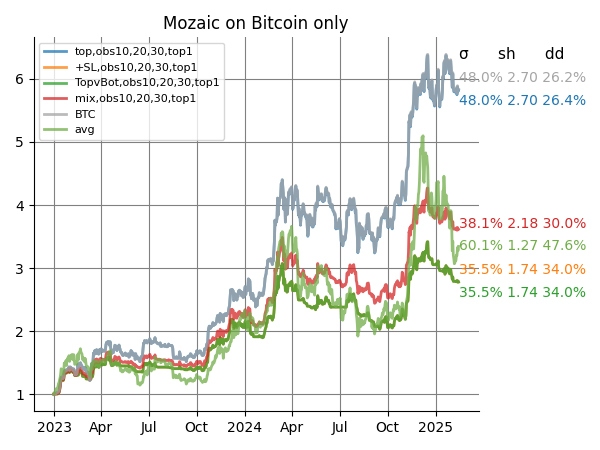 Mozaic on Bitcoin only
top,obs10,20,30,top1
+SL,obs10,20,30,top1
TopvBot,obs10,20,30,top1
mix,obs10,20,30,top1
BTC
avg
σ sh dd
48.0% 2.70 26.2%
48.0% 2.70 26.4%
38.1% 2.18 30.0%
60.1% 1.27 47.6%
35.5% 1.74 34.0%
35.5% 1.74 34.0%
6
5
4
3
2
1
2023 Apr Jul Oct 2024 Apr Jul Oct 2025